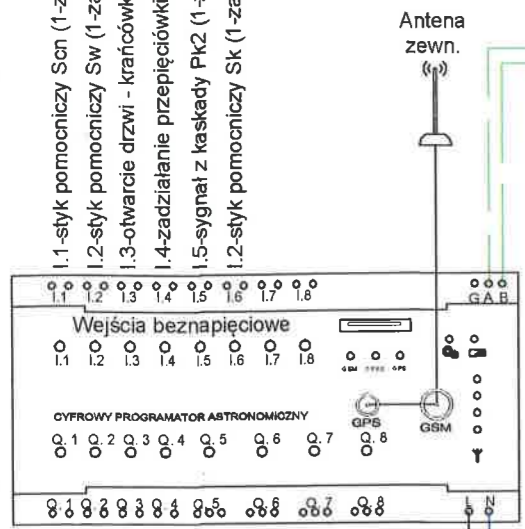 I.1-styk pomocniczy Scn (1-z
I.2-styk pomocniczy Sw (1-za
I.3-otwarcie drzwi - krańcówk
I.4-zadziałanie przepięciówki
I.5-sygnał z kaskady Pk2 (1-
I.2-styk pomocniczy Sk (1-za
Antena
zewn.
I.1 I.2 I.3 I.4 I.5 I.6 I.7 I.8
G A B
Wejścia beznapięciowe
I.1 I.2 I.3 I.4 I.5 I.6 I.7 I.8
GSM GPS
CYFROWY PROGRAMATOR ASTRONOMICZNY
GPS
GSM
Q. 1 Q. 2 Q. 3 Q. 4 Q. 5 Q. 6 Q. 7 Q. 8
Q. 1 Q. 2 Q. 3 Q. 4 Q. 5 Q. 6 Q. 7 Q. 8
L N